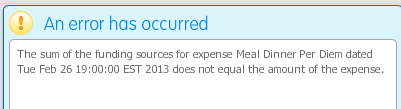 An error has occurred
The sum of the funding sources for expense Meal Dinner Per Diem dated
Tue Feb 26 19:00:00 EST 2013 does not equal the amount of the expense.